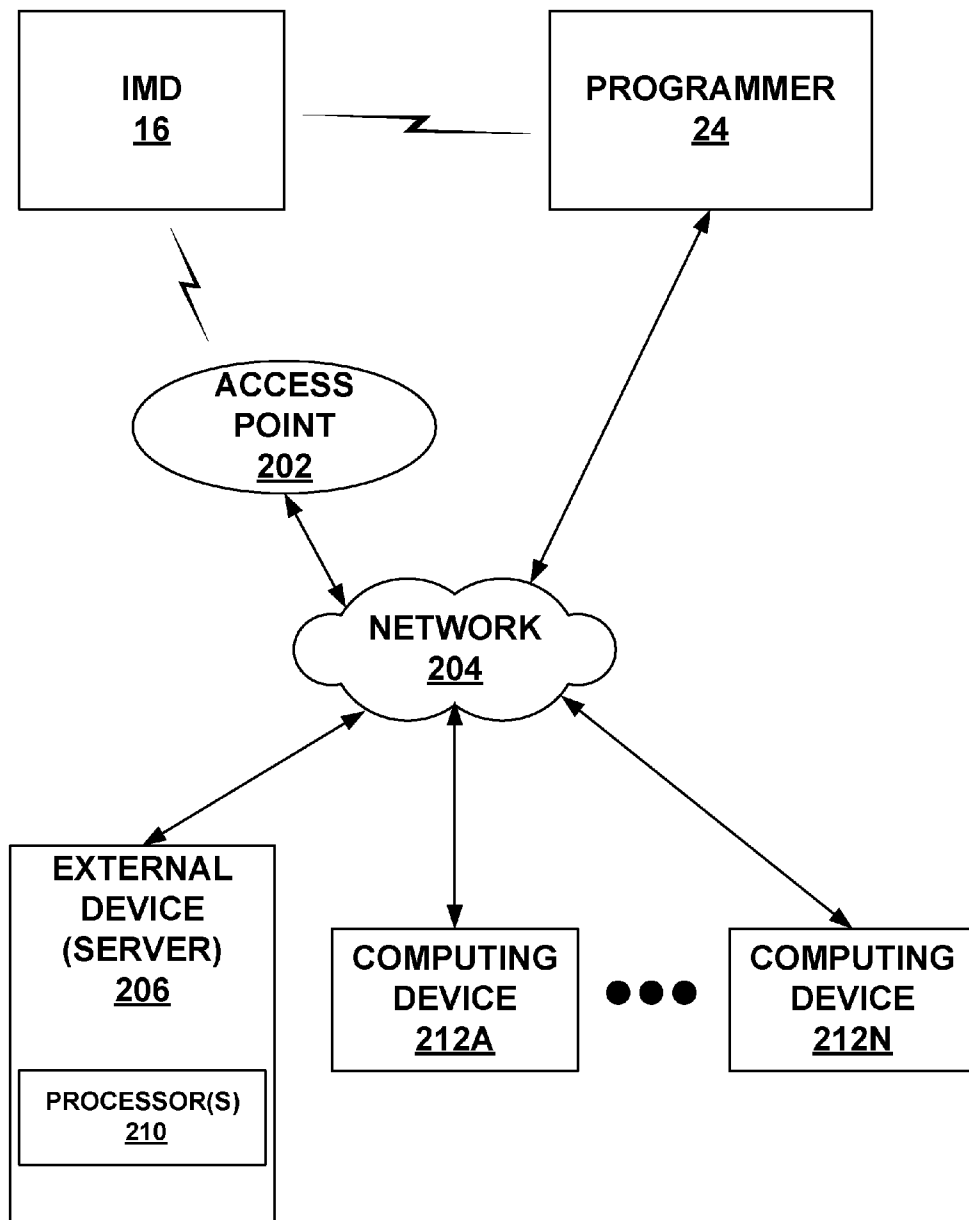 IMD
16
PROGRAMMER
24
ACCESS
POINT
202
NETWORK
204
EXTERNAL
DEVICE
(SERVER)
206
PROCESSOR(S)
210
COMPUTING
DEVICE
212A
COMPUTING
DEVICE
212N